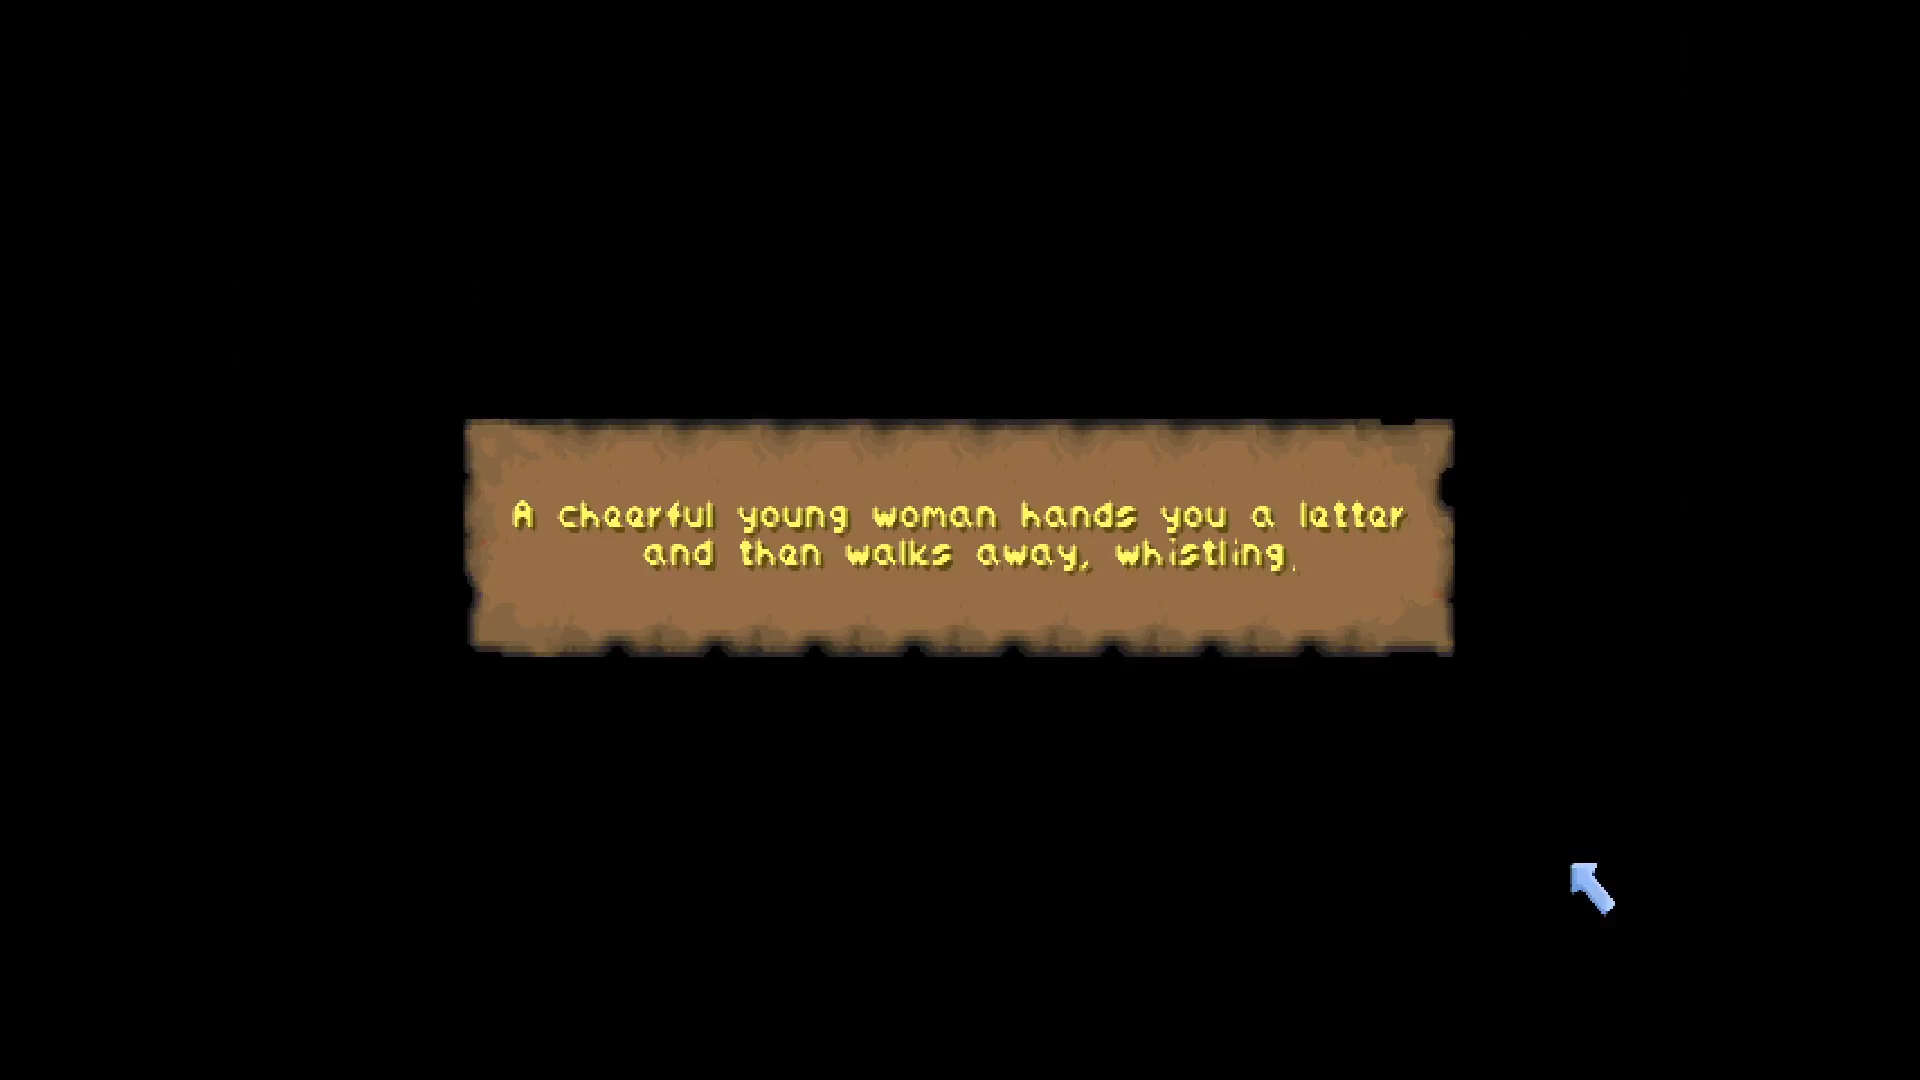 A cheerful young woman hands you a letter
and then walks away, whistling.